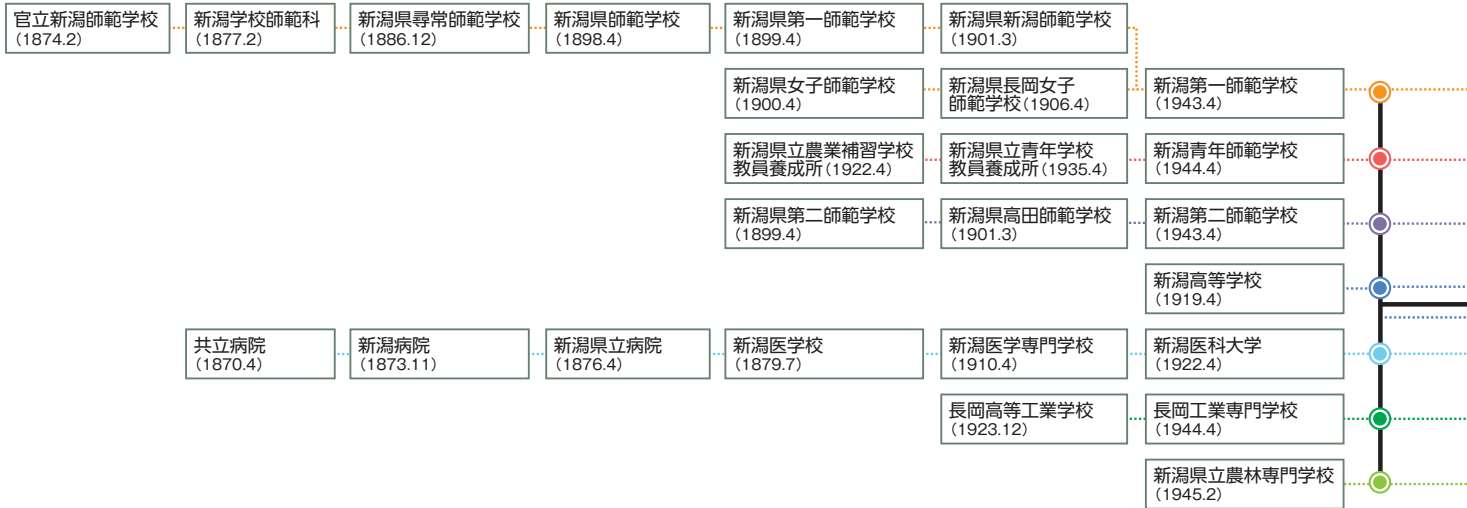 官立新潟師範学校
(1874.2)
新潟学校師範科
(1877.2)
新潟県尋常師範学校
(1886.12)
新潟県師範学校
(1898.4)
新潟県第一師範学校
(1899.4)
新潟県新潟師範学校
(1901.3)
新潟県女子師範学校
(1900.4)
新潟県長岡女子
師範学校(1906.4)
新潟第一師範学校
(1943.4)
新潟県立農業補習学校
教員養成所(1922.4)
新潟県立青年学校
教員養成所(1935.4)
新潟青年師範学校
(1944.4)
新潟県第二師範学校
(1899.4)
新潟県高田師範学校
(1901.3)
新潟第二師範学校
(1943.4)
新潟高等学校
(1919.4)
共立病院
(1870.4)
新潟病院
(1873.11)
新潟県立病院
(1876.4)
新潟医学校
(1879.7)
新潟医学専門学校
(1910.4)
新潟医科大学
(1922.4)
長岡高等工業学校
(1923.12)
長岡工業専門学校
(1944.4)
新潟県立農林専門学校
(1945.2)